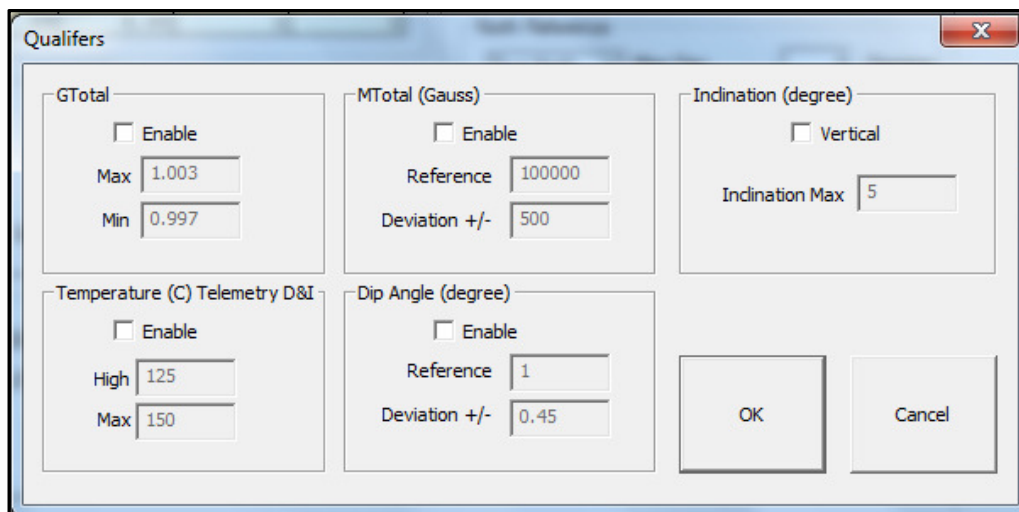 Qualifers
GTotal
Enable
Max 1.003
Min 0.997
MTotal (Gauss)
Enable
Reference 100000
Deviation +/- 500
Inclination (degree)
Vertical
Inclination Max 5
Temperature (C) Telemetry D&I
Enable
High 125
Max 150
Dip Angle (degree)
Enable
Reference 1
Deviation +/- 0.45
OK
Cancel